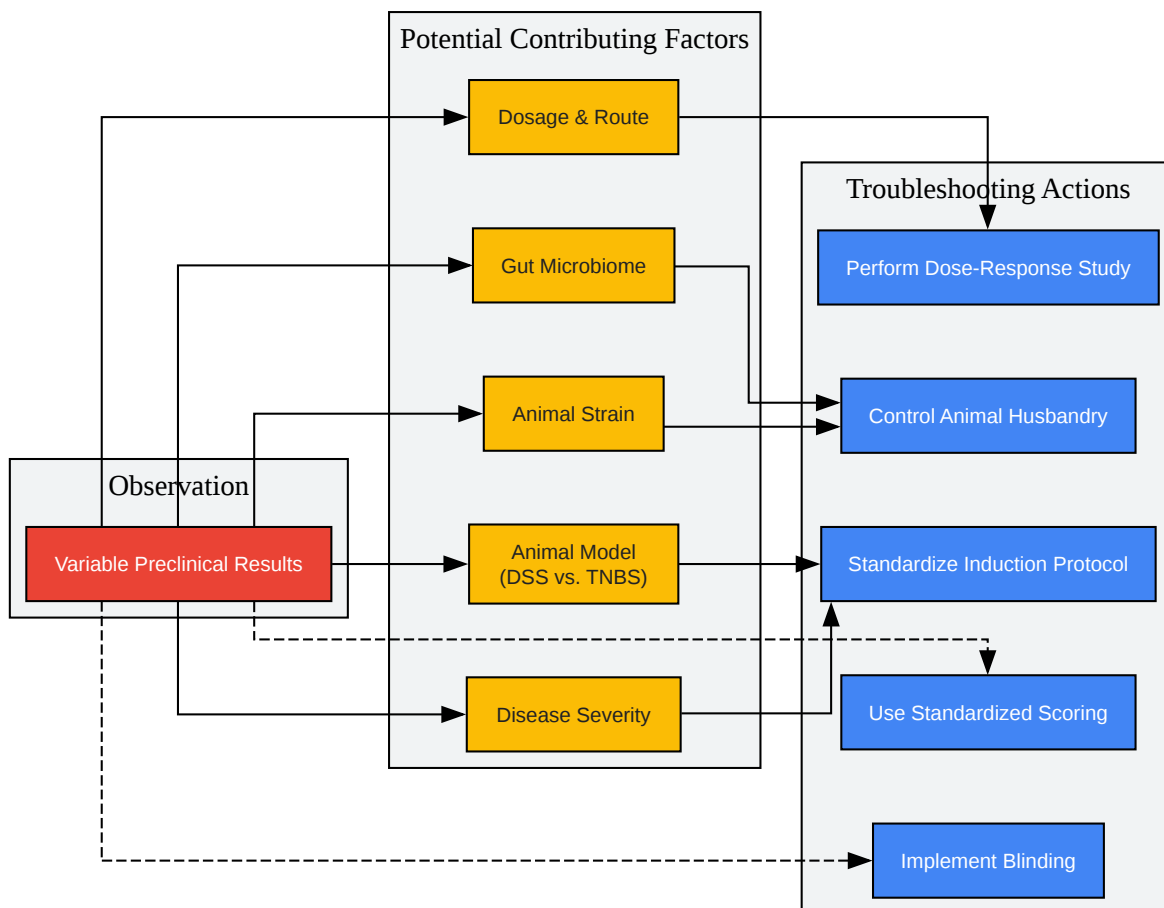 Potential Contributing Factors
Dosage & Route
Gut Microbiome
Animal Strain
Animal Model
(DSS vs. TNBS)
Disease Severity
Observation
Variable Preclinical Results
Troubleshooting Actions
Perform Dose-Response Study
Control Animal Husbandry
Standardize Induction Protocol
Use Standardized Scoring
Implement Blinding